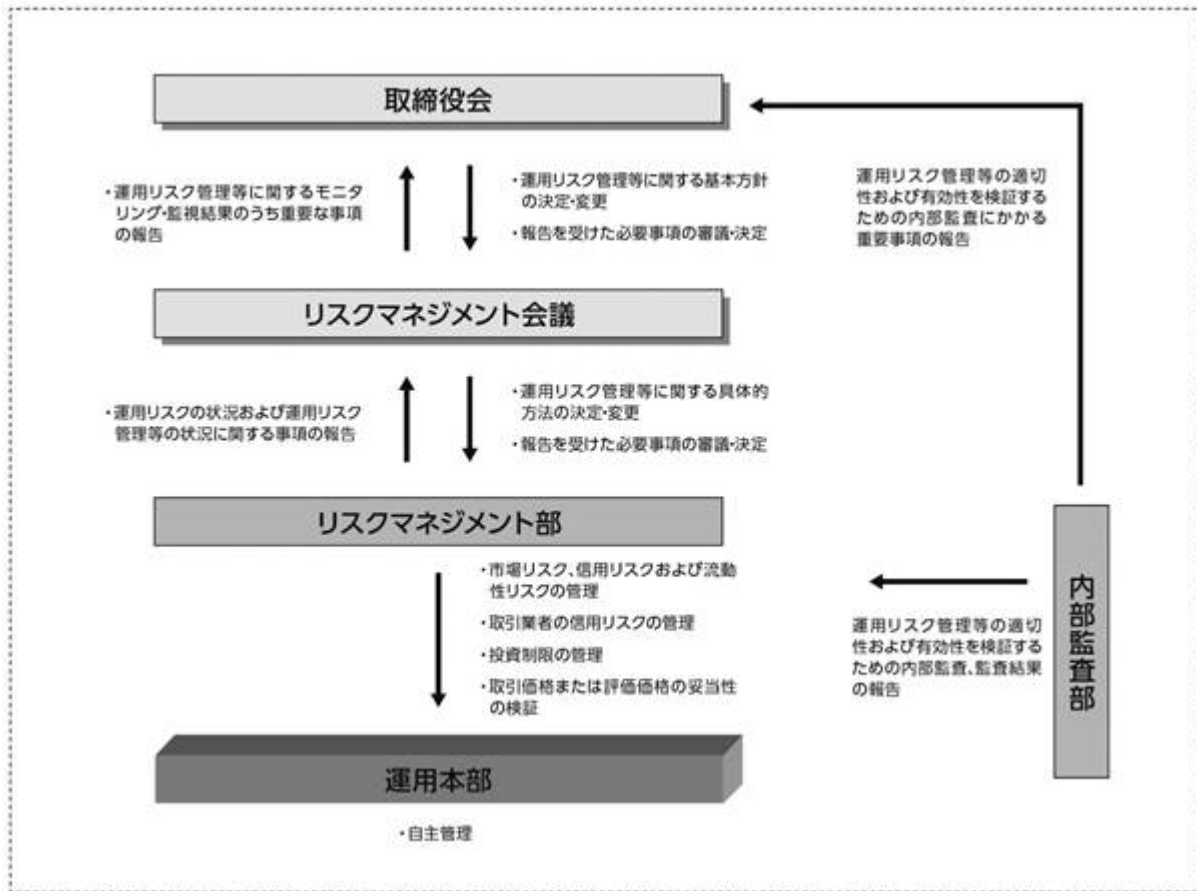 取締役会
・運用リスク管理等に関するモニタ
リング・監視結果のうち重要な事項
の報告
・運用リスク管理等に関する基本方針
の決定・変更
・報告を受けた必要事項の審議・決定
運用リスク管理等の適切
性および有効性を検証す
るための内部監査にかかる
重要事項の報告
リスクマネジメント会議
・運用リスクの状況および運用リスク
管理等の状況に関する事項の報告
・運用リスク管理等に関する具体的
方法の決定・変更
・報告を受けた必要事項の審議・決定
リスクマネジメント部
・市場リスク、信用リスクおよび流動
性リスクの管理
・取引業者の信用リスクの管理
・投資制限の管理
・取引価格または評価価格の妥当性
の検証
運用リスク管理等の適切
性および有効性を検証する
ための内部監査、監査結果
の報告
内部監査部
運用本部
・自主管理